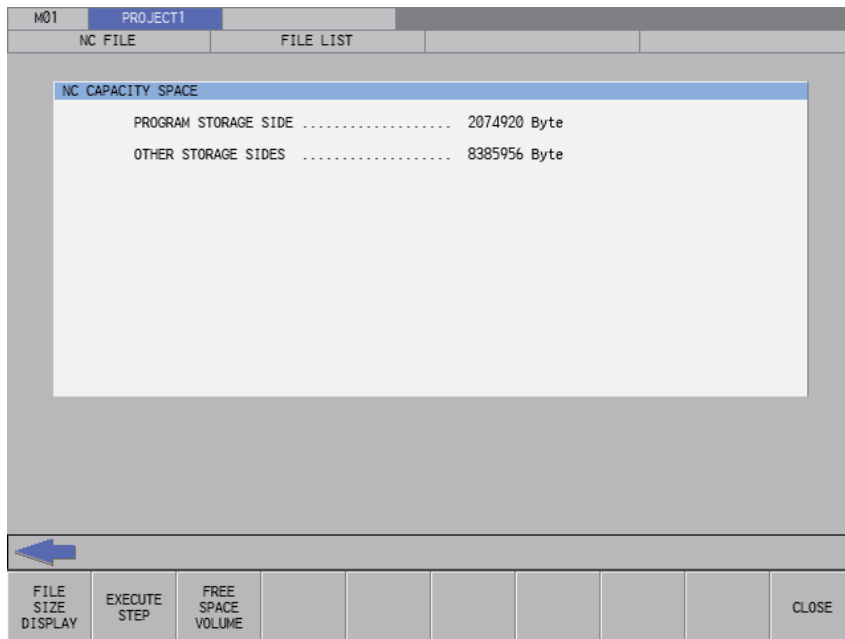 M01 PROJECT1
NC FILE FILE LIST
NC CAPACITY SPACE
PROGRAM STORAGE SIDE ................... 2074920 Byte
OTHER STORAGE SIDES ................... 8385956 Byte
FILE
SIZE
DISPLAY
EXECUTE
STEP
FREE
SPACE
VOLUME
CLOSE